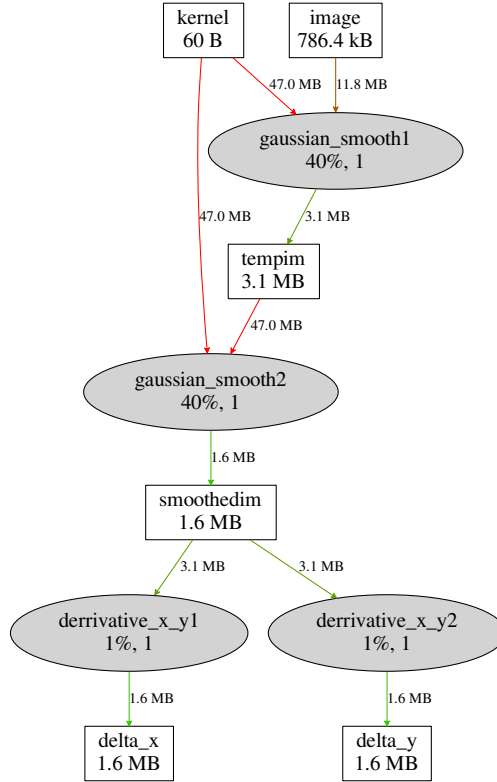 kernel
60 B
image
786.4 kB
47.0 MB
11.8 MB
gaussian_smooth1
40%, 1
47.0 MB
3.1 MB
tempim
3.1 MB
47.0 MB
gaussian_smooth2
40%, 1
1.6 MB
smoothedim
1.6 MB
3.1 MB
3.1 MB
derrivative_x_y1
1%, 1
derrivative_x_y2
1%, 1
1.6 MB
1.6 MB
delta_x
1.6 MB
delta_y
1.6 MB